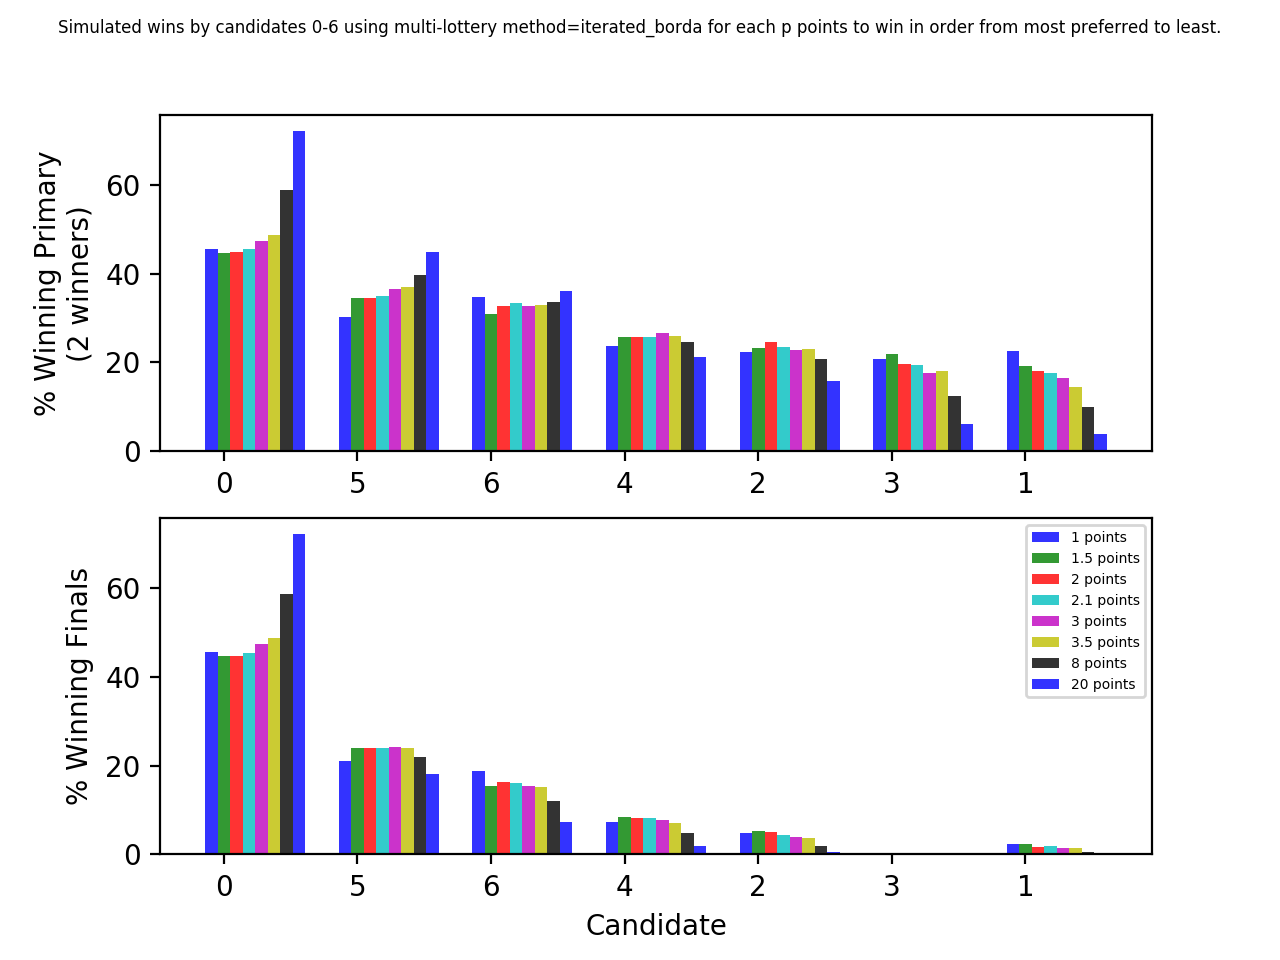 Simulated wins by candidates 0-6 using multi-lottery method=iterated_borda for each p points to win in order from most preferred to least.
% Winning Primary
(2 winners)
60
40
20
0
0 5 6 4 2 3 1
% Winning Finals
60
40
20
0
1 points
1.5 points
2 points
2.1 points
3 points
3.5 points
8 points
20 points
0 5 6 4 2 3 1
Candidate